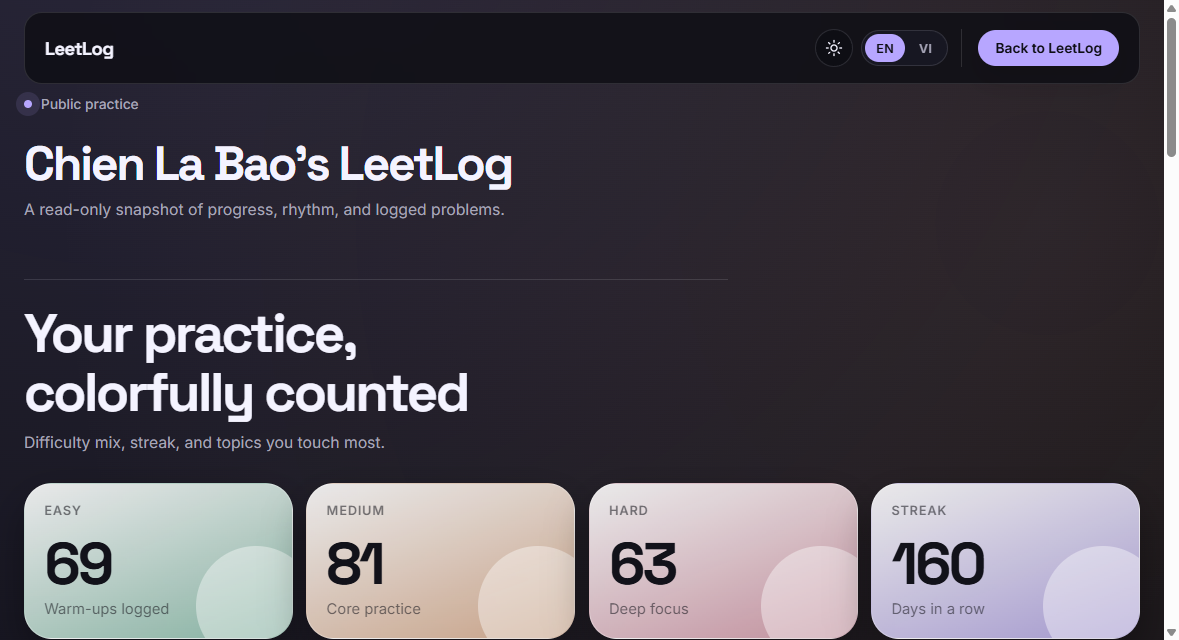 LeetLog
EN VI
Back to LeetLog
Public practice
Chien La Bao's LeetLog
A read-only snapshot of progress, rhythm, and logged problems.
Your practice,
colorfully counted
Difficulty mix, streak, and topics you touch most.
EASY
69
Warm-ups logged
MEDIUM
81
Core practice
HARD
63
Deep focus
STREAK
160
Days in a row